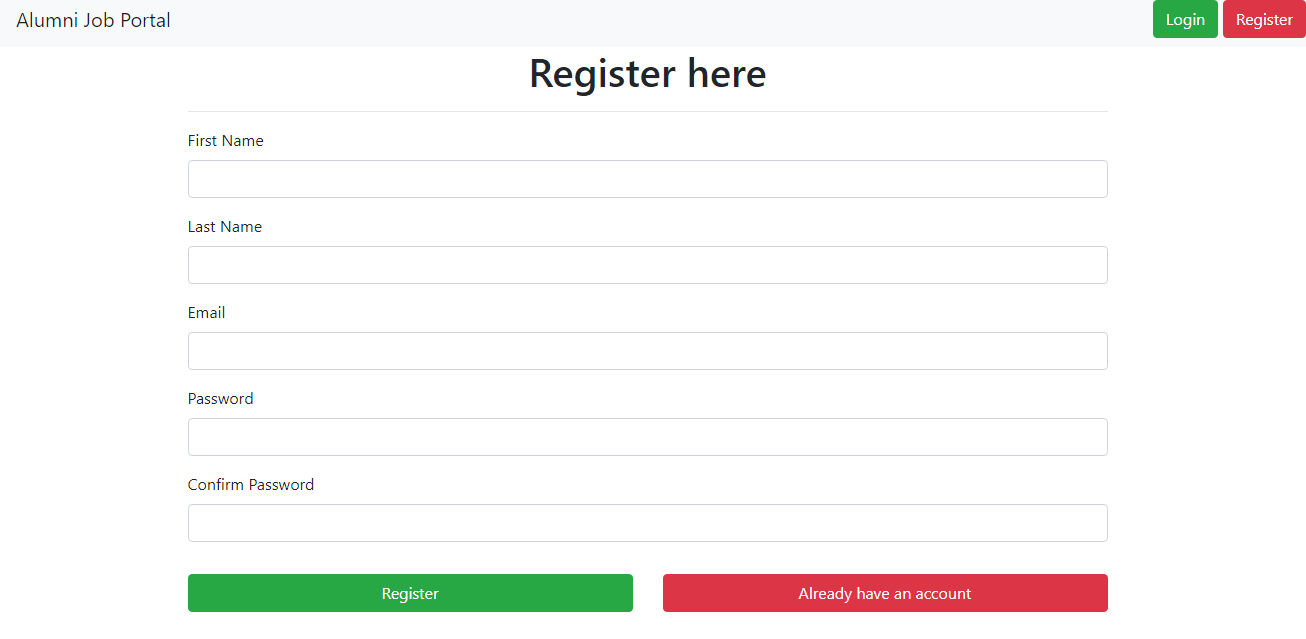 Alumni Job Portal Login Register
Register here
First Name
Last Name
Email
Password
Confirm Password
Register Already have an account